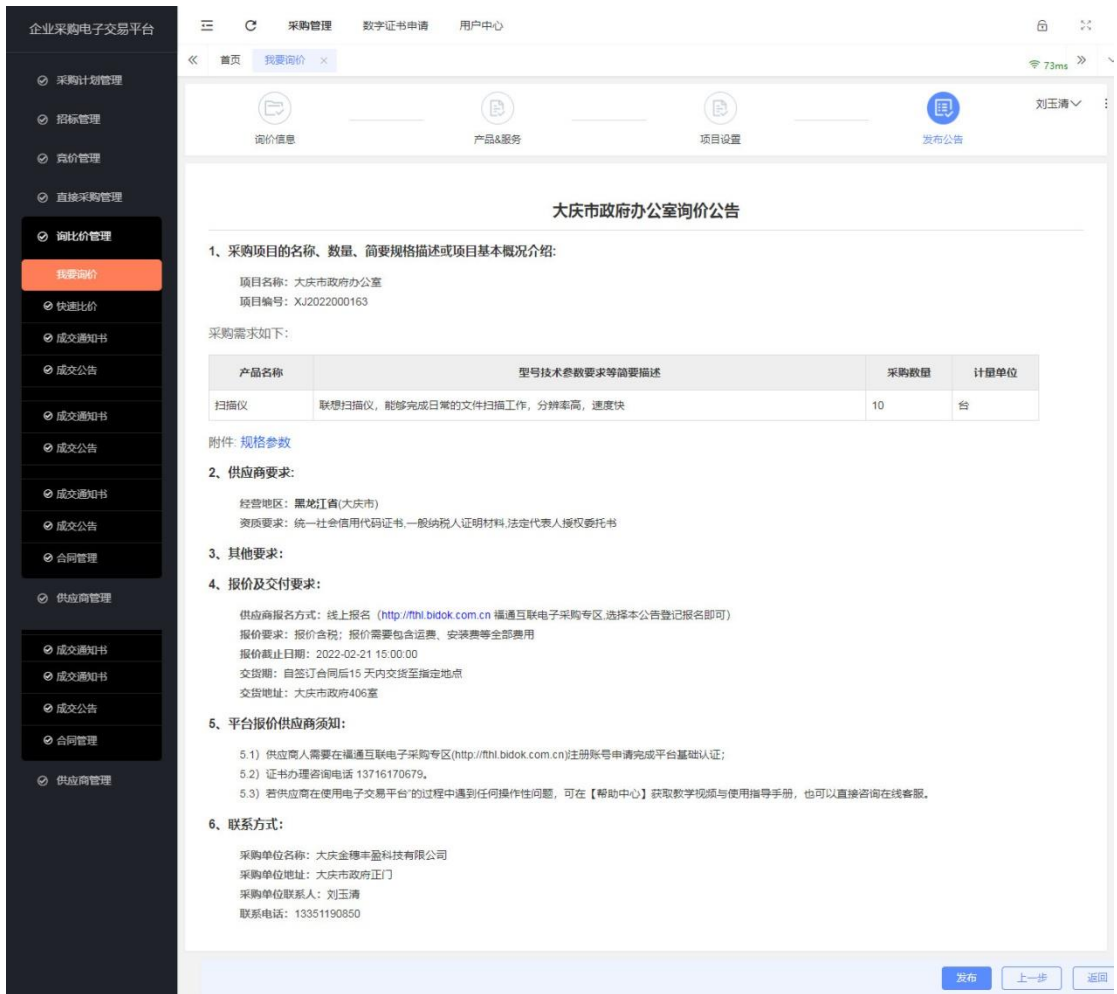 企业采购电子交易平台
采购管理 数字证书申请 用户中心
首页 我要询价 ×
73ms
采购计划管理
招标管理
竞价管理
直接采购管理
询比价管理
我要询价
快速比价
成交通知书
成交公告
成交通知书
成交公告
成交通知书
成交公告
合同管理
供应商管理
成交通知书
成交通知书
成交公告
合同管理
供应商管理
询价信息 产品&服务 项目设置 发布公告
刘玉清
大庆市政府办公室询价公告
1、采购项目的名称、数量、简要规格描述或项目基本概况介绍:
项目名称：大庆市政府办公室
项目编号：XJ2022000163
采购需求如下：
产品名称 型号技术参数要求等简要描述 采购数量 计量单位
扫描仪 联想扫描仪，能够完成日常的文件扫描工作，分辨率高，速度快 10 台
附件: 规格参数
2、供应商要求:
经营地区：黑龙江省(大庆市)
资质要求：统一社会信用代码证书,一般纳税人证明材料,法定代表人授权委托书
3、其他要求：
4、报价及交付要求：
供应商报名方式：线上报名（http://fthl.bidok.com.cn 福通互联电子采购专区,选择本公告登记报名即可）
报价要求：报价含税；报价需要包含运费、安装费等全部费用
报价截止日期：2022-02-21 15:00:00
交货期：自签订合同后15 天内交货至指定地点
交货地址：大庆市政府406室
5、平台报价供应商须知：
5.1）供应商人需要在福通互联电子采购专区(http://fthl.bidok.com.cn)注册账号申请完成平台基础认证；
5.2）证书办理咨询电话 13716170679。
5.3）若供应商在使用电子交易平台"的过程中遇到任何操作性问题，可在【帮助中心】获取教学视频与使用指导手册，也可以直接咨询在线客服。
6、联系方式：
采购单位名称：大庆金穗丰盈科技有限公司
采购单位地址：大庆市政府正门
采购单位联系人：刘玉清
联系电话：13351190850
发布 上一步 返回